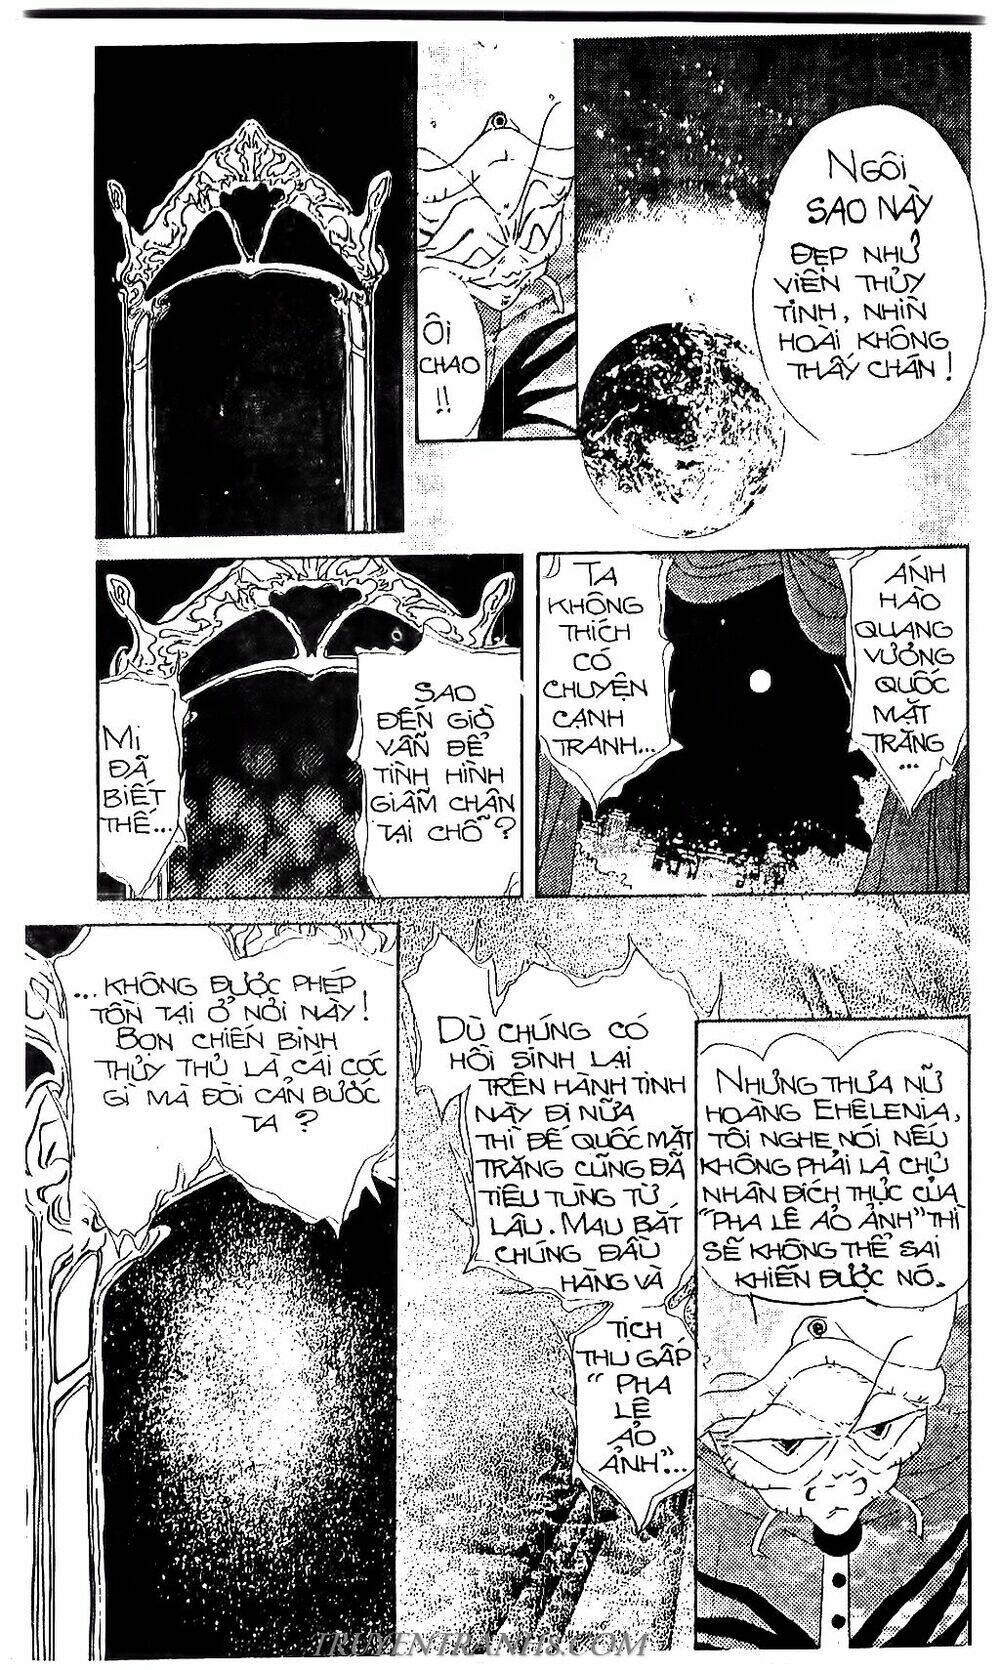 NGÔI
SAO NÀY
ĐẸP NHƯ
VIÊN THỦY
TINH, NHÌN
HOÀI KHÔNG
THẤY CHÁN!
ÔI
CHAO
!!
ÁNH
HÀO
QUANG
VƯƠNG
QUỐC
MẶT
TRĂNG
...
TA
KHÔNG
THÍCH
CÓ
CHUYỆN
CẠNH
TRANH...
SAO
ĐẾN GIỜ
VẪN ĐỂ
TÌNH HÌNH
GIẪM CHÂN
TẠI CHỖ?
MI
ĐÃ
BIẾT
THẾ...
NHƯNG THƯA NỮ
HOÀNG EHÊLENIA,
TÔI NGHE NÓI NẾU
KHÔNG PHẢI LÀ CHỦ
NHÂN ĐÍCH THỰC CỦA
"PHA LÊ ẢO ẢNH" THÌ
SẼ KHÔNG THỂ SAI
KHIẾN ĐƯỢC NÓ.
DÙ CHÚNG CÓ
HỒI SINH LẠI
TRÊN HÀNH TINH
NÀY ĐI NỮA
THÌ ĐẾ QUỐC MẶT
TRĂNG CŨNG ĐÃ
TIÊU TÙNG TỪ
LÂU. MAU BẮT
CHÚNG ĐẦU
HÀNG VÀ
TỊCH
THU GẤP
"PHA
LÊ
ẢO
ẢNH"...
...KHÔNG ĐƯỢC PHÉP
TỒN TẠI Ở NƠI NÀY!
BỌN CHIẾN BINH
THỦY THỦ LÀ CÁI CỌC
GÌ MÀ ĐÒI CẢN BƯỚC
TA?
TRUYENTRANH8.COM